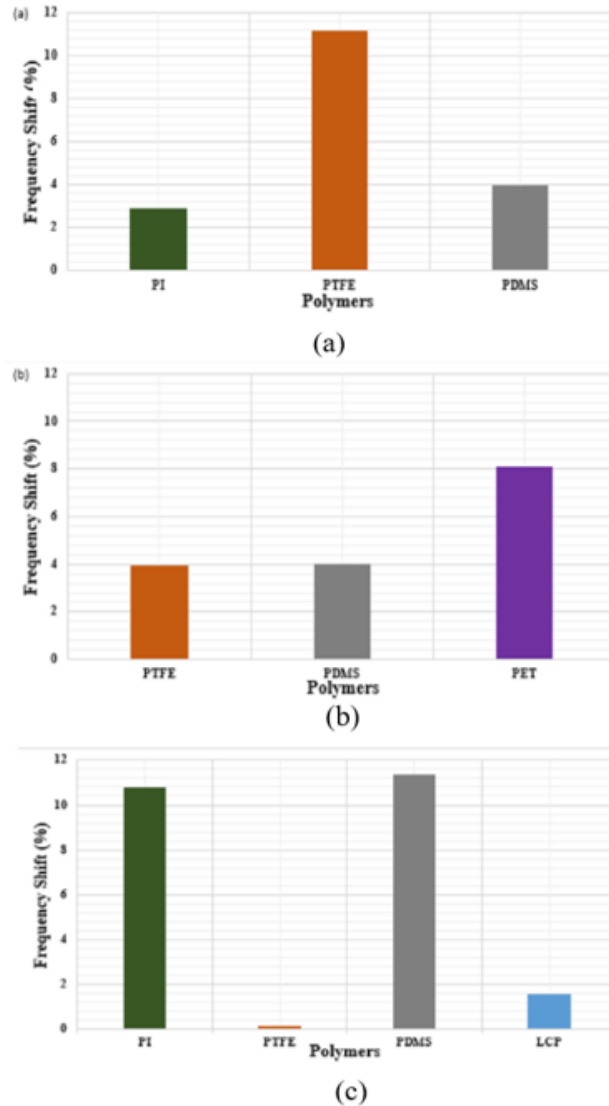 (a)
12
10
8
6
4
2
0
Frequency Shift (%)
PI PTFE PDMS
Polymers
(a)
(b)
12
10
8
6
4
2
0
Frequency Shift (%)
PTFE PDMS PET
Polymers
(b)
12
10
8
6
4
2
0
Frequency Shift (%)
PI PTFE PDMS LCP
Polymers
(c)